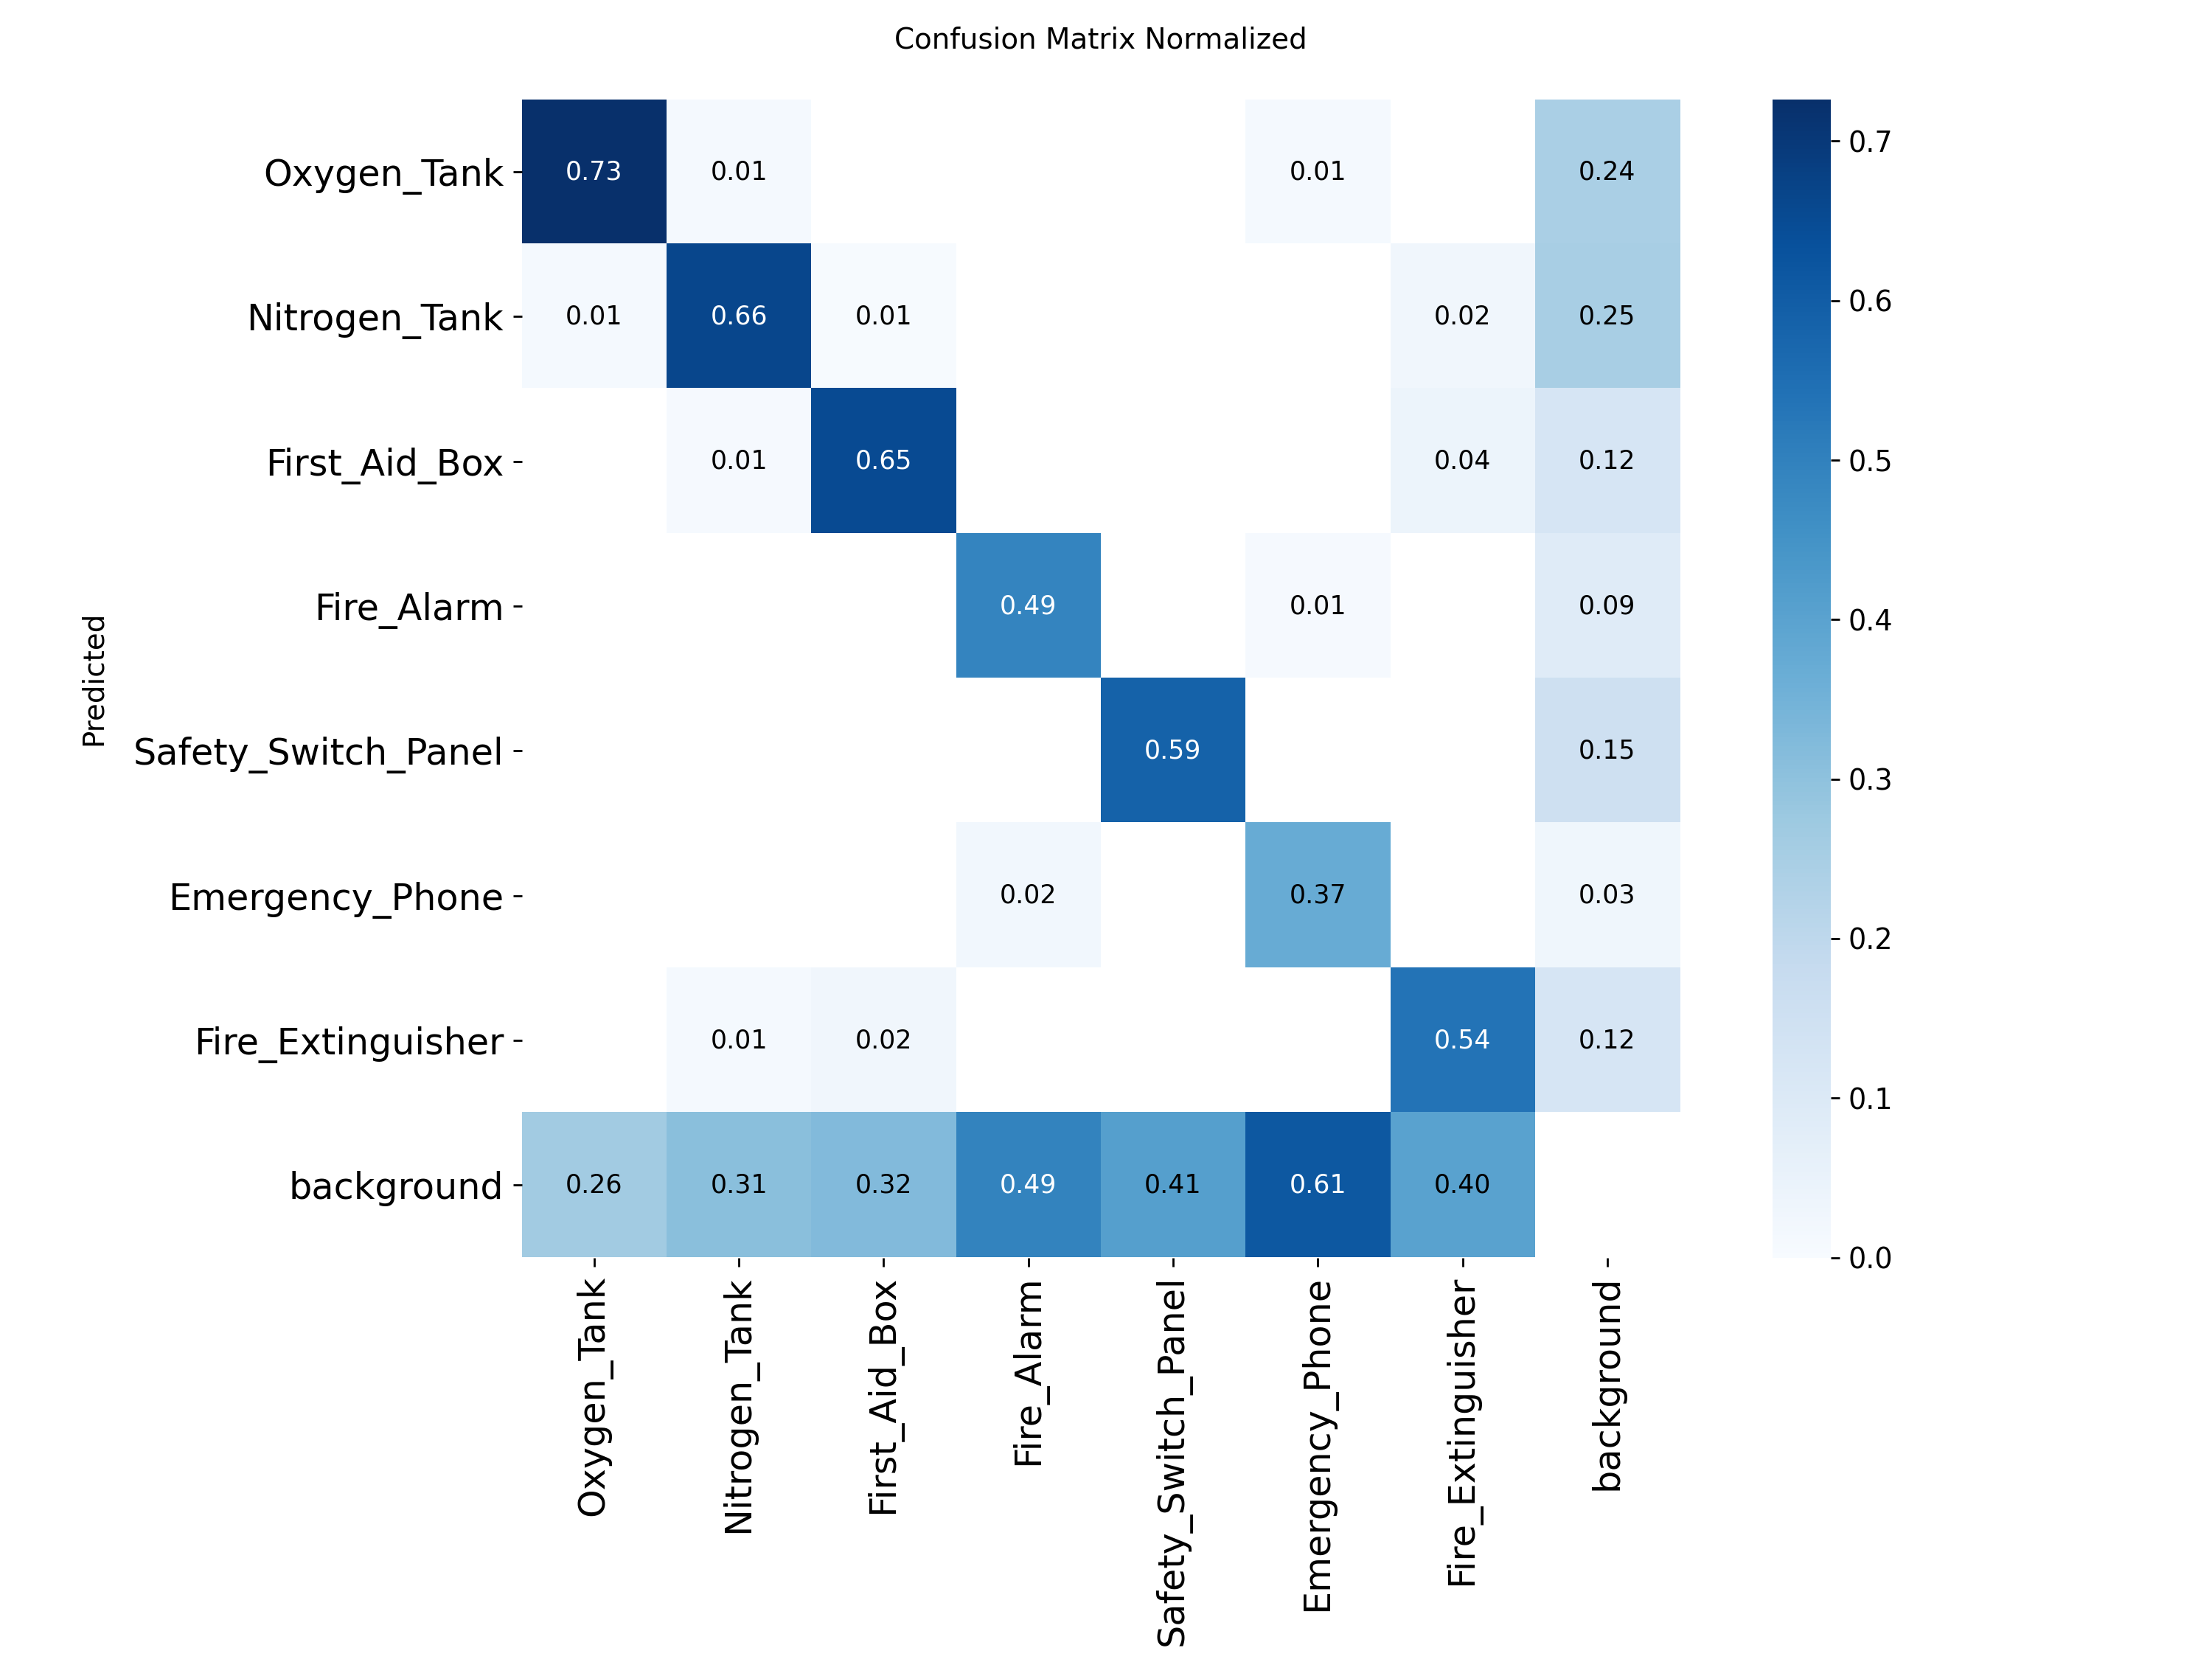 Confusion Matrix Normalized
Predicted
Oxygen_Tank 0.73 0.01 0.01 0.24
Nitrogen_Tank 0.01 0.66 0.01 0.02 0.25
First_Aid_Box 0.01 0.65 0.04 0.12
Fire_Alarm 0.49 0.01 0.09
Safety_Switch_Panel 0.59 0.15
Emergency_Phone 0.02 0.37 0.03
Fire_Extinguisher 0.01 0.02 0.54 0.12
background 0.26 0.31 0.32 0.49 0.41 0.61 0.40
Oxygen_Tank
Nitrogen_Tank
First_Aid_Box
Fire_Alarm
Safety_Switch_Panel
Emergency_Phone
Fire_Extinguisher
background
0.7
0.6
0.5
0.4
0.3
0.2
0.1
0.0